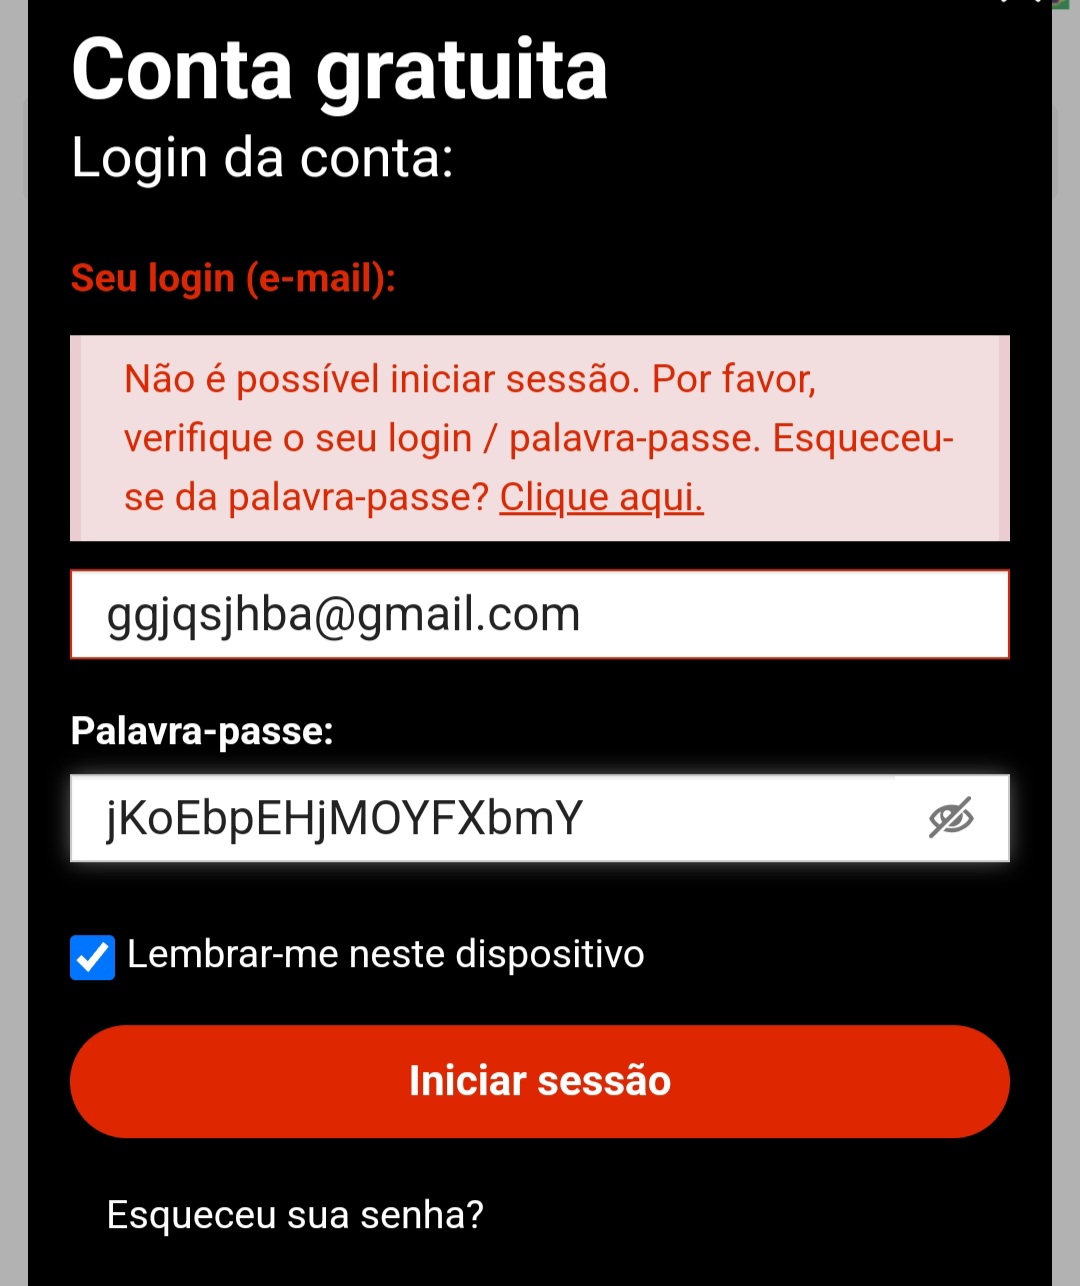 Conta gratuita
Login da conta:
Seu login (e-mail):
Não é possível iniciar sessão. Por favor,
verifique o seu login / palavra-passe. Esqueceu-
se da palavra-passe? Clique aqui.
ggjqsjhba@gmail.com
Palavra-passe:
jKoEbpEHjMOYFXbmY
Lembrar-me neste dispositivo
Iniciar sessão
Esqueceu sua senha?